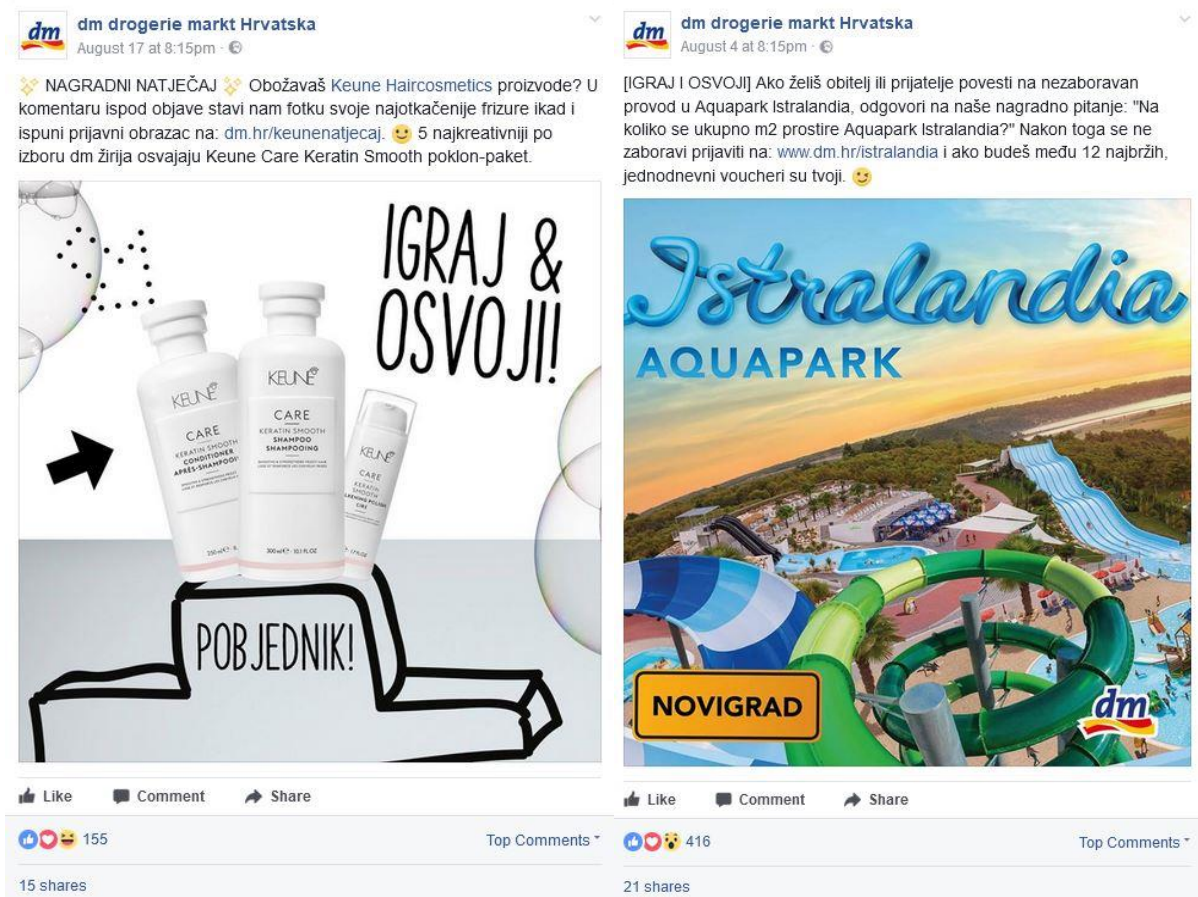 dm
dm drogerie markt Hrvatska
August 17 at 8:15pm ·
NAGRADNI NATJEČAJ Obožavaš Keune Haircosmetics proizvode? U
komentaru ispod objave stavi nam fotku svoje najotkačenije frizure ikad i
ispuni prijavni obrazac na: dm.hr/keunenatjecaj. 5 najkreativniji po
izboru dm žirija osvajaju Keune Care Keratin Smooth poklon-paket.
IGRAJ &
OSVOJI!
KEUNE
CARE
KERATIN SMOOTH
CONDITIONER
APRÈS-SHAMPOOI
KEUNE
CARE
KERATIN SMOOTH
SHAMPOO
SHAMPOOING
300 ml 10.1 FL OZ
KEUNE
CARE
KERATIN
SMOOTH
POBJEDNIK!
Like Comment Share
155 Top Comments
15 shares
dm
dm drogerie markt Hrvatska
August 4 at 8:15pm ·
[IGRAJ I OSVOJI] Ako želiš obitelj ili prijatelje povesti na nezaboravan
provod u Aquapark Istralandia, odgovori na naše nagradno pitanje: "Na
koliko se ukupno m2 prostire Aquapark Istralandia?" Nakon toga se ne
zaboravi prijaviti na: www.dm.hr/istralandia i ako budeš među 12 najbržih,
jednodnevni voucheri su tvoji.
Istralandia
AQUAPARK
NOVIGRAD
dm
Like Comment Share
416 Top Comments
21 shares